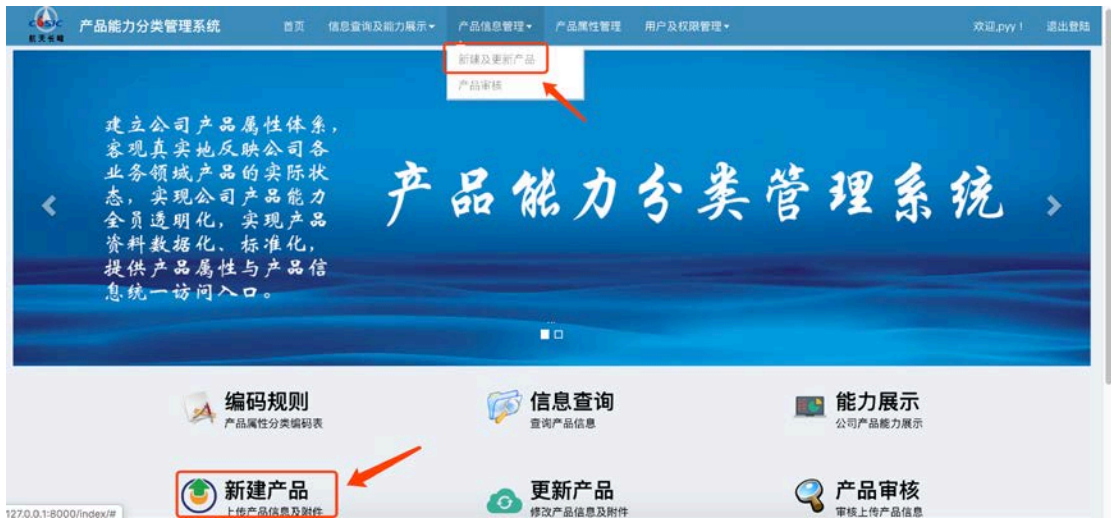 产品能力分类管理系统 首页 信息查询及能力展示 产品信息管理 产品属性管理 用户及权限管理 欢迎,pyy！ 退出登陆
CASIC
航天长峰
新建及更新产品
产品审核
建立公司产品属性体系，
客观真实地反映公司各
业务领域产品的实际状
态，实现公司产品能力
全员透明化，实现产品
资料数据化、标准化，
提供产品属性与产品信
息统一访问入口。
产品能力分类管理系统
...
编码规则
产品属性分类编码表
信息查询
查询产品信息
能力展示
公司产品能力展示
新建产品
上传产品信息及附件
更新产品
修改产品信息及附件
产品审核
审核上传产品信息
127.0.0.1:8000/index/#